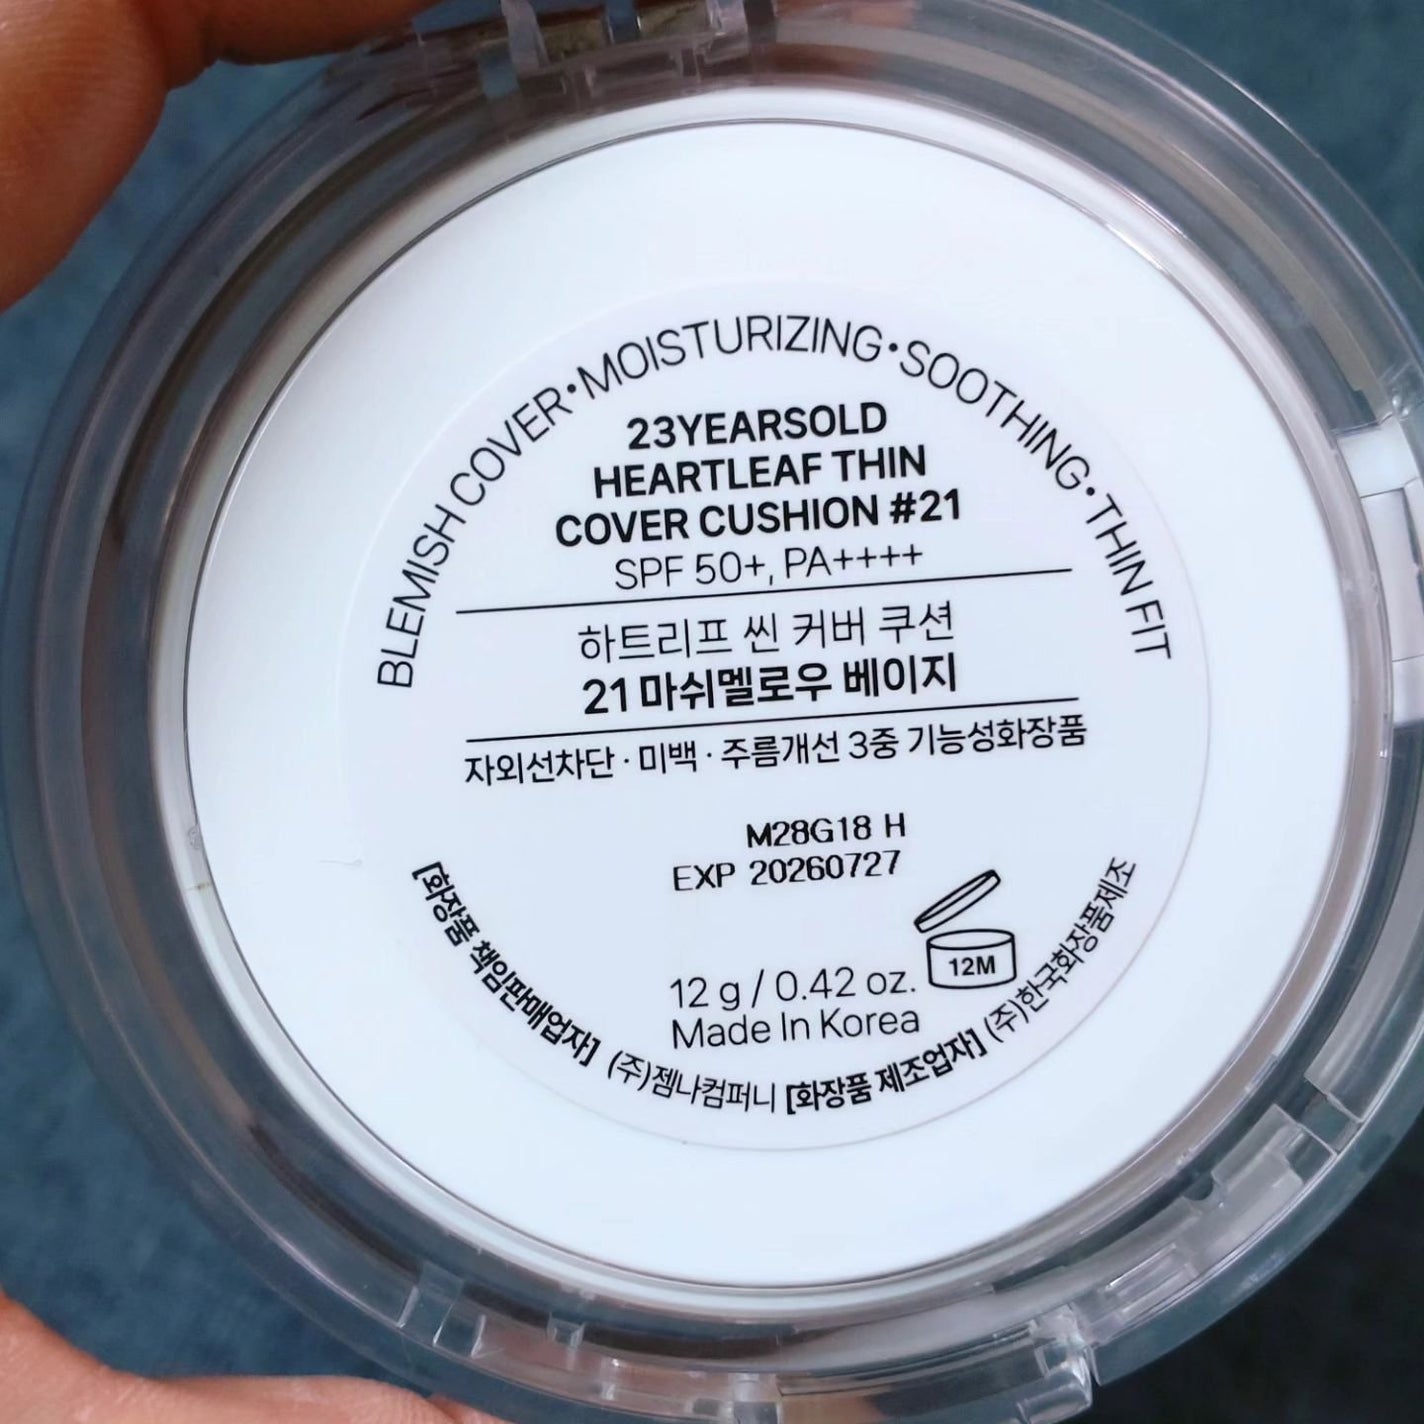 BLEMISH COVER•MOISTURIZING•SOOTHING•THIN FIT
23YEARSOLD
HEARTLEAF THIN
COVER CUSHION #21
SPF 50+, PA++++
하트리프 씬 커버 쿠션
21 마쉬멜로우 베이지
자외선차단 · 미백 · 주름개선 3중 기능성화장품
M28G18 H
EXP 20260727
12M
12 g / 0.42 oz.
Made In Korea
[화장품 책임판매업자] (주)젬나컴퍼니 [화장품 제조업자] (주)한국화장품제조